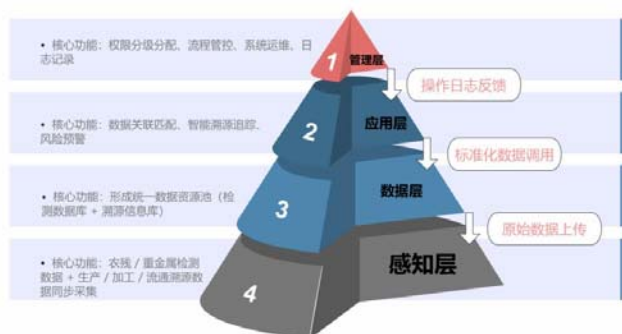 • 核心功能：权限分级分配、流程管控、系统运维、日
志记录
1
管理层
操作日志反馈
• 核心功能：数据关联匹配、智能溯源追踪、
风险预警
2
应用层
标准化数据调用
• 核心功能：形成统一数据资源池（检
测数据库 + 溯源信息库）
3
数据层
原始数据上传
• 核心功能：农残 / 重金属检测
数据 + 生产 / 加工 / 流通溯源数
据同步采集
4
感知层